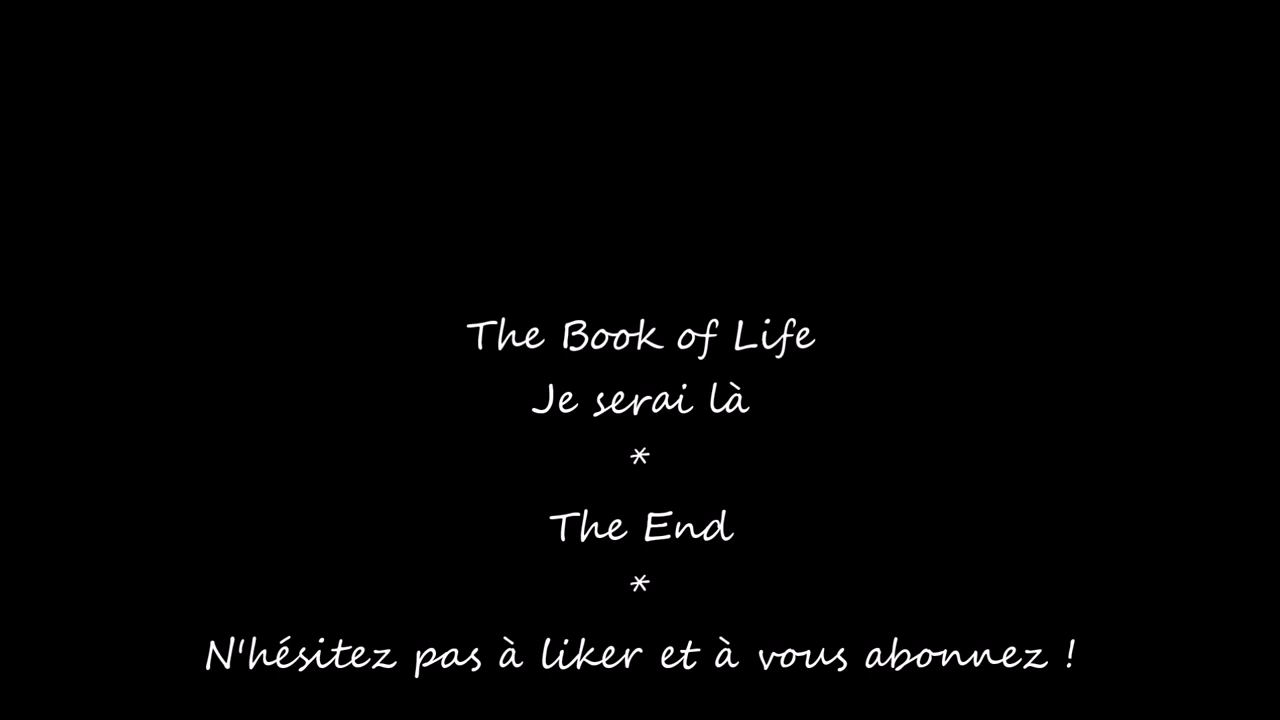 The Book of Life
Je serai là
*
The End
*
N'hésitez pas à liker et à vous abonnez !